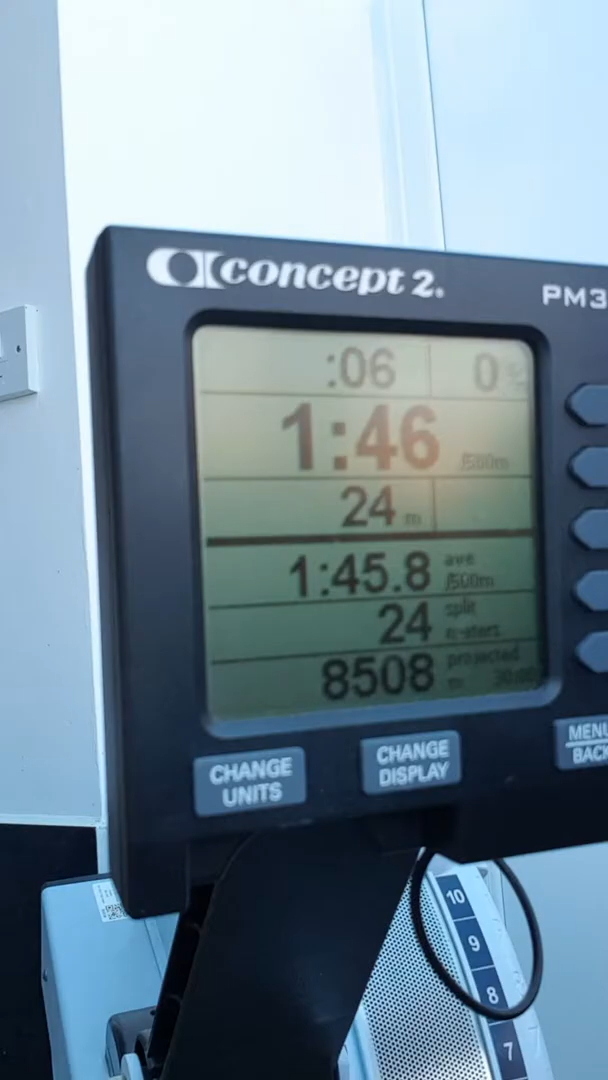 concept 2.
PM3
:06 0
1:46 /500m
24 m
1:45.8 ave /500m
24 split meters
8508 projected m 30:00
CHANGE UNITS
CHANGE DISPLAY
MENU
BACK
10
9
8
7